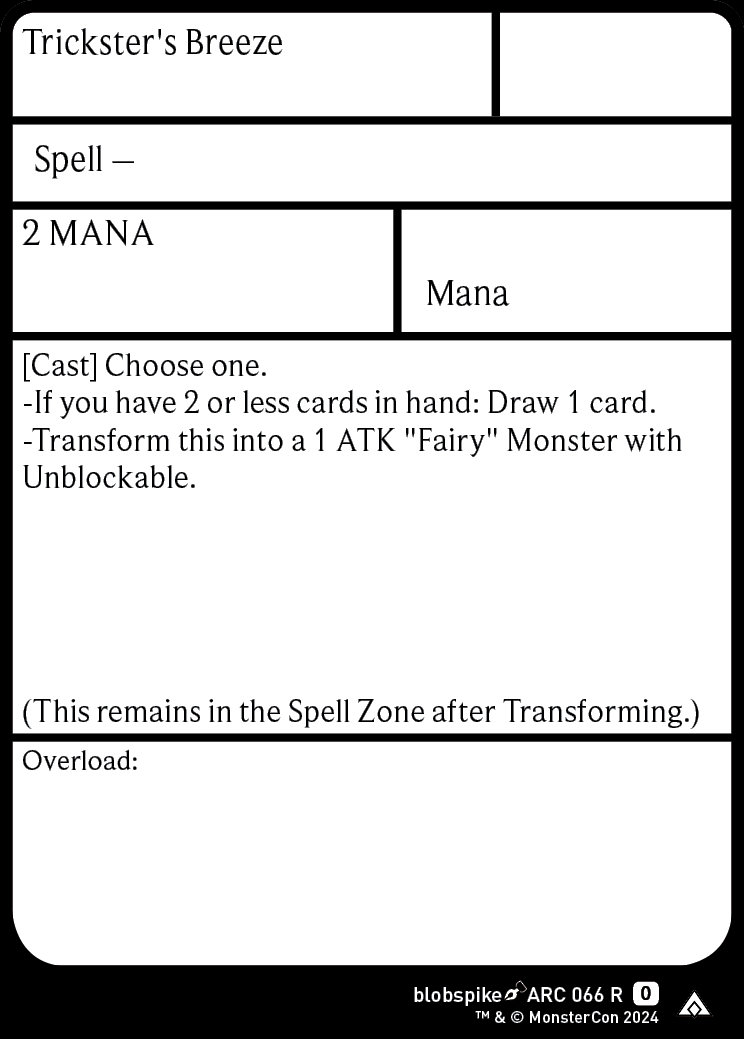 Trickster's Breeze
Spell —
2 MANA
Mana
[Cast] Choose one.
-If you have 2 or less cards in hand: Draw 1 card.
-Transform this into a 1 ATK "Fairy" Monster with
Unblockable.
(This remains in the Spell Zone after Transforming.)
Overload:
blobspike ARC 066 R 0
™ & © MonsterCon 2024